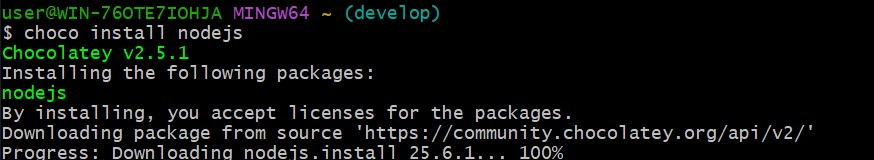 user@WIN-76OTE7IOHJA MINGW64 ~ (develop)
$ choco install nodejs
Chocolatey v2.5.1
Installing the following packages:
nodejs
By installing, you accept licenses for the packages.
Downloading package from source 'https://community.chocolatey.org/api/v2/'
Progress: Downloading nodejs.install 25.6.1... 100%